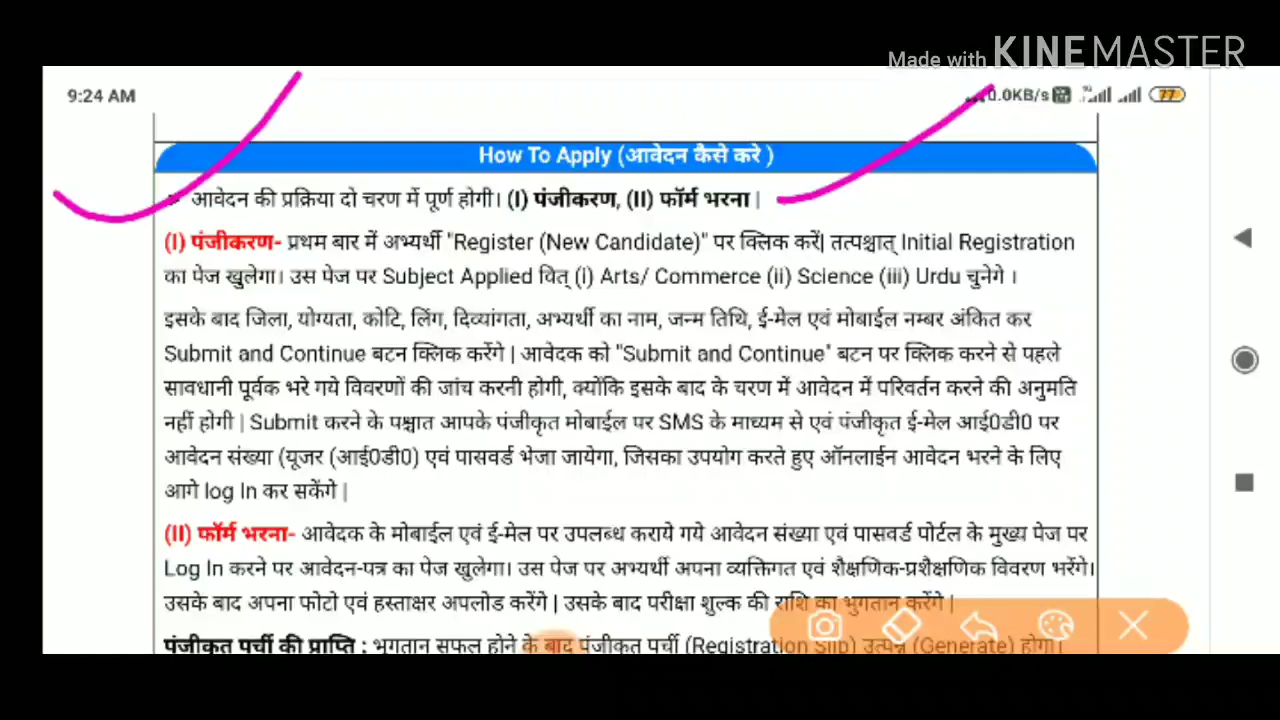 Made with KINEMASTER
9:24 AM
0.0KB/s 77
How To Apply (आवेदन कैसे करे )
आवेदन की प्रक्रिया दो चरण में पूर्ण होगी। (I) पंजीकरण, (II) फॉर्म भरना |
(I) पंजीकरण- प्रथम बार में अभ्यर्थी "Register (New Candidate)" पर क्लिक करें| तत्पश्चात् Initial Registration
का पेज खुलेगा। उस पेज पर Subject Applied वित् (i) Arts/ Commerce (ii) Science (iii) Urdu चुनेगे ।
इसके बाद जिला, योग्यता, कोटि, लिंग, दिव्यांगता, अभ्यर्थी का नाम, जन्म तिथि, ई-मेल एवं मोबाईल नम्बर अंकित कर
Submit and Continue बटन क्लिक करेंगे | आवेदक को "Submit and Continue" बटन पर क्लिक करने से पहले
सावधानी पूर्वक भरे गये विवरणों की जांच करनी होगी, क्योंकि इसके बाद के चरण में आवेदन में परिवर्तन करने की अनुमति
नहीं होगी | Submit करने के पश्चात आपके पंजीकृत मोबाईल पर SMS के माध्यम से एवं पंजीकृत ई-मेल आई0डी0 पर
आवेदन संख्या (यूजर (आई0डी0) एवं पासवर्ड भेजा जायेगा, जिसका उपयोग करते हुए ऑनलाईन आवेदन भरने के लिए
आगे log In कर सकेंगे |
(II) फॉर्म भरना- आवेदक के मोबाईल एवं ई-मेल पर उपलब्ध कराये गये आवेदन संख्या एवं पासवर्ड पोर्टल के मुख्य पेज पर
Log In करने पर आवेदन-पत्र का पेज खुलेगा। उस पेज पर अभ्यर्थी अपना व्यक्तिगत एवं शैक्षणिक-प्रशैक्षणिक विवरण भरेंगे।
उसके बाद अपना फोटो एवं हस्ताक्षर अपलोड करेंगे | उसके बाद परीक्षा शुल्क की राशि का भुगतान करेंगे |
पंजीकृत पर्ची की प्राप्ति : भुगतान सफल होने के बाद पंजीकृत पर्ची (Registration Slib) उत्पन्न (Generate) होगा।